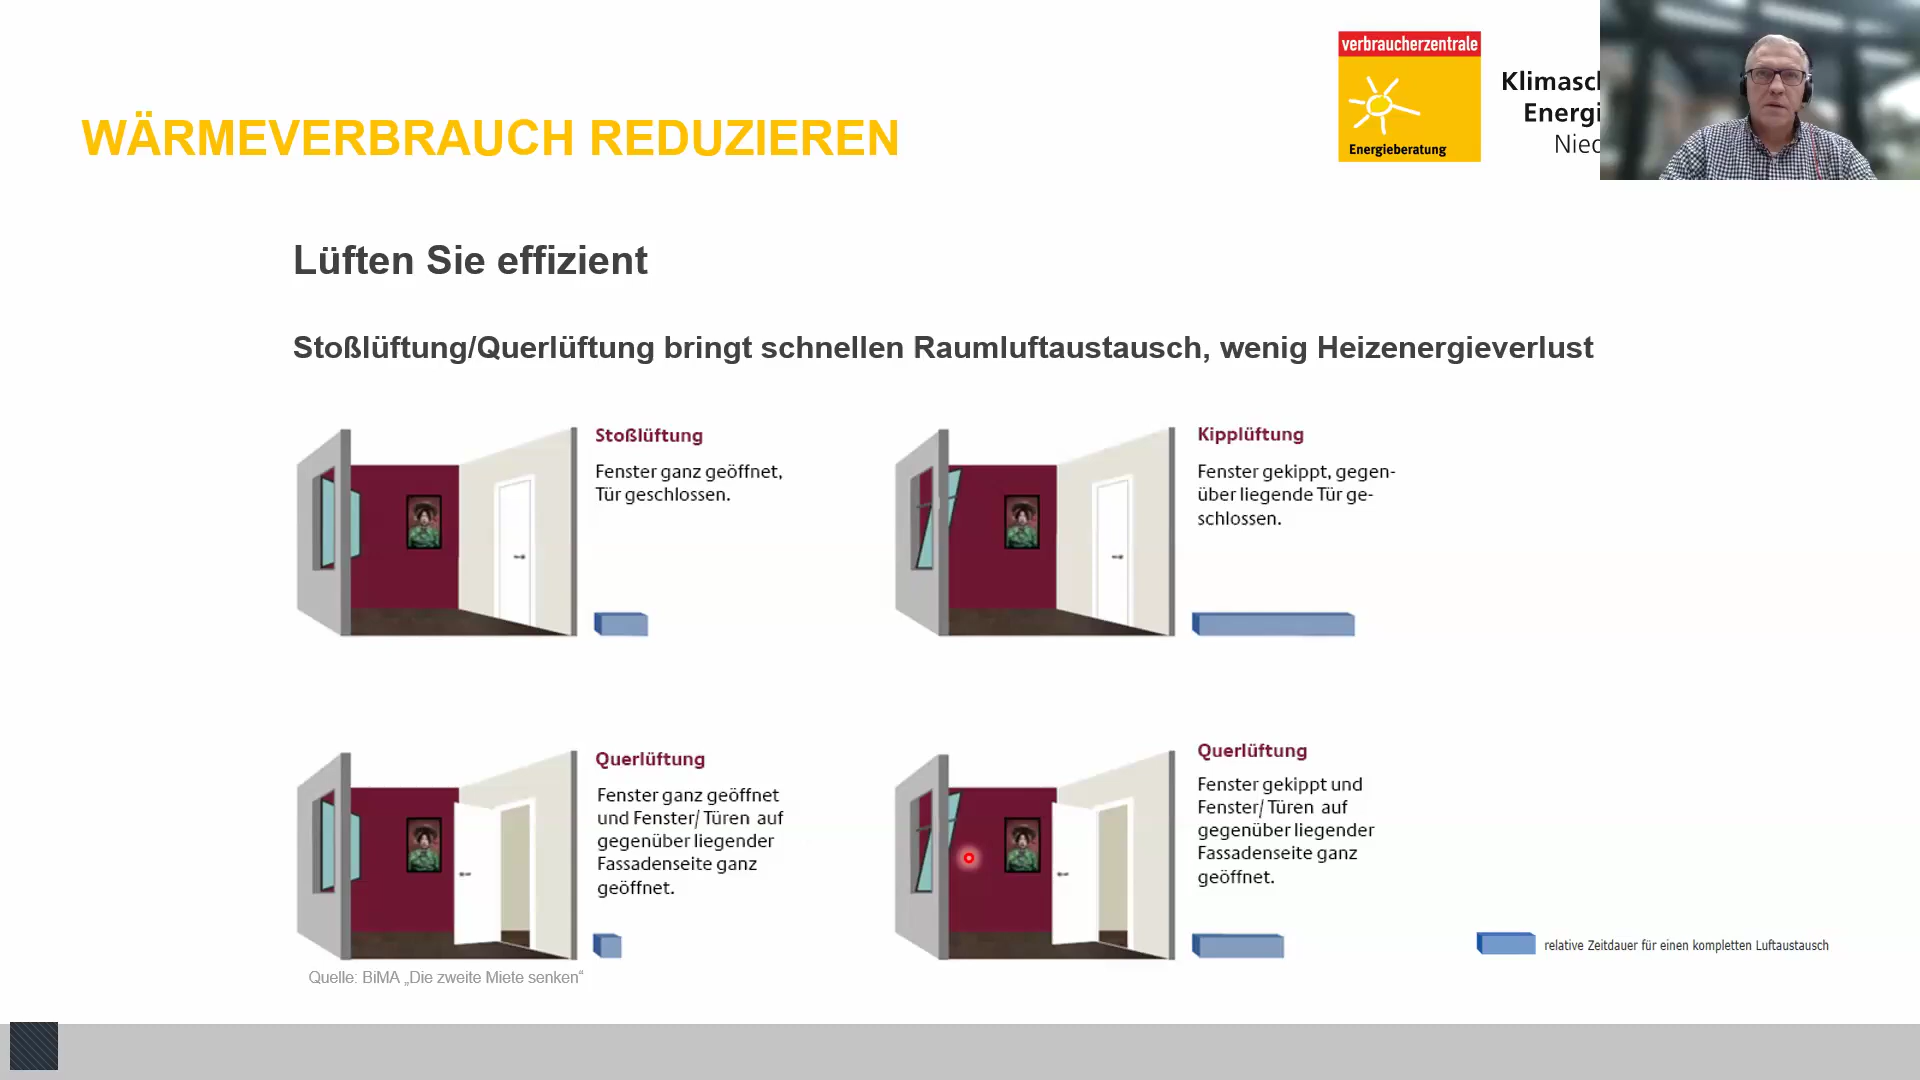 verbraucherzentrale
Energieberatung
Klimasc
Energi
Nied
WÄRMEVERBRAUCH REDUZIEREN
Lüften Sie effizient
Stoßlüftung/Querlüftung bringt schnellen Raumluftaustausch, wenig Heizenergieverlust
Stoßlüftung
Fenster ganz geöffnet,
Tür geschlossen.
Kipplüftung
Fenster gekippt, gegen-
über liegende Tür ge-
schlossen.
Querlüftung
Fenster ganz geöffnet
und Fenster/ Türen auf
gegenüber liegender
Fassadenseite ganz
geöffnet.
Querlüftung
Fenster gekippt und
Fenster/ Türen auf
gegenüber liegender
Fassadenseite ganz
geöffnet.
relative Zeitdauer für einen kompletten Luftaustausch
Quelle: BiMA „Die zweite Miete senken“